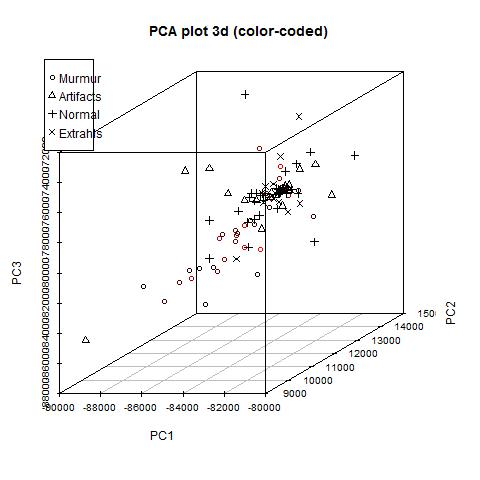 PCA plot 3d (color-coded)
Murmur
Artifacts
Normal
Extrahls
PC3
PC2
PC1
-90000 -88000 -86000 -84000 -82000 -80000
9000
10000
11000
12000
13000
14000